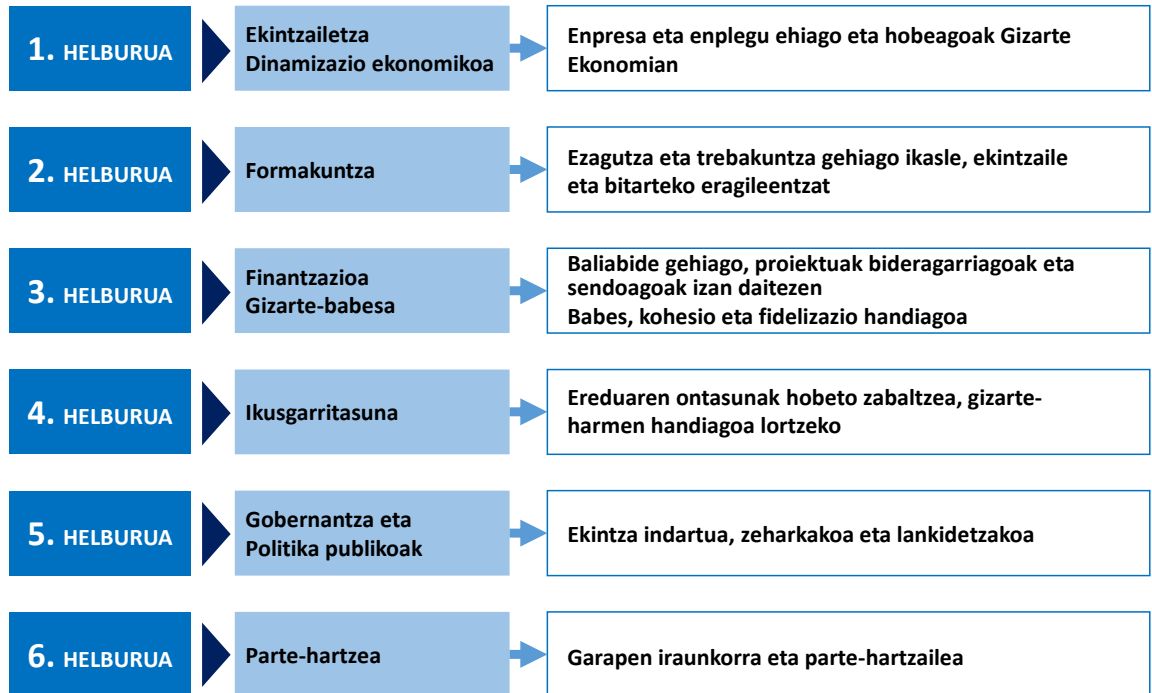 1. HELBURUA
Ekintzailetza
Dinamizazio ekonomikoa
Enpresa eta enplegu ehiago eta hobeagoak Gizarte
Ekonomian
2. HELBURUA
Formakuntza
Ezagutza eta trebakuntza gehiago ikasle, ekintzaile
eta bitarteko eragileentzat
3. HELBURUA
Finantzazioa
Gizarte-babesa
Baliabide gehiago, proiektuak bideragarriagoak eta
sendoagoak izan daitezen
Babes, kohesio eta fidelizazio handiagoa
4. HELBURUA
Ikusgarritasuna
Ereduaren ontasunak hobeto zabaltzea, gizarte-
harmen handiagoa lortzeko
5. HELBURUA
Gobernantza eta
Politika publikoak
Ekintza indartua, zeharkakoa eta lankidetzakoa
6. HELBURUA
Parte-hartzea
Garapen iraunkorra eta parte-hartzailea